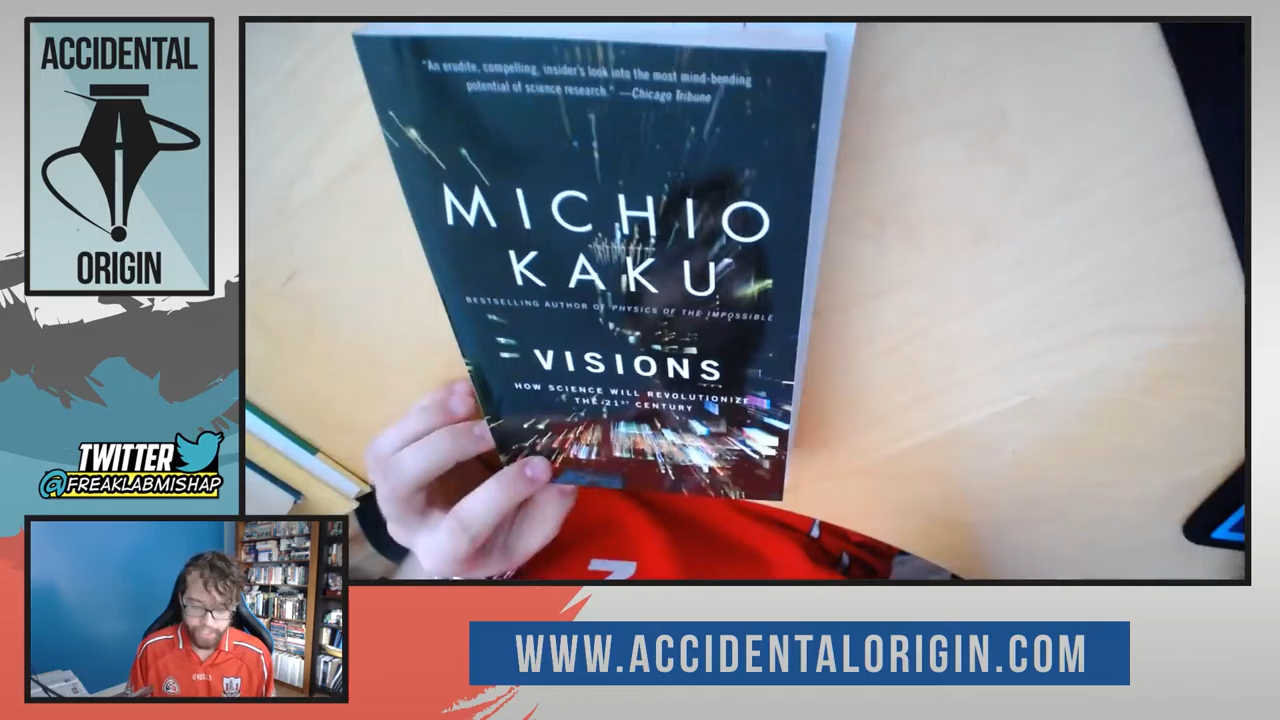 ACCIDENTAL
ORIGIN
"An erudite, compelling, insider's look into the most mind-bending
potential of science research." —Chicago Tribune
MICHIO
KAKU
BESTSELLING AUTHOR OF PHYSICS OF THE IMPOSSIBLE
VISIONS
HOW SCIENCE WILL REVOLUTIONIZE
THE 21ST CENTURY
TWITTER
@FREAKLABMISHAP
O'NEILLS
WWW.ACCIDENTALORIGIN.COM